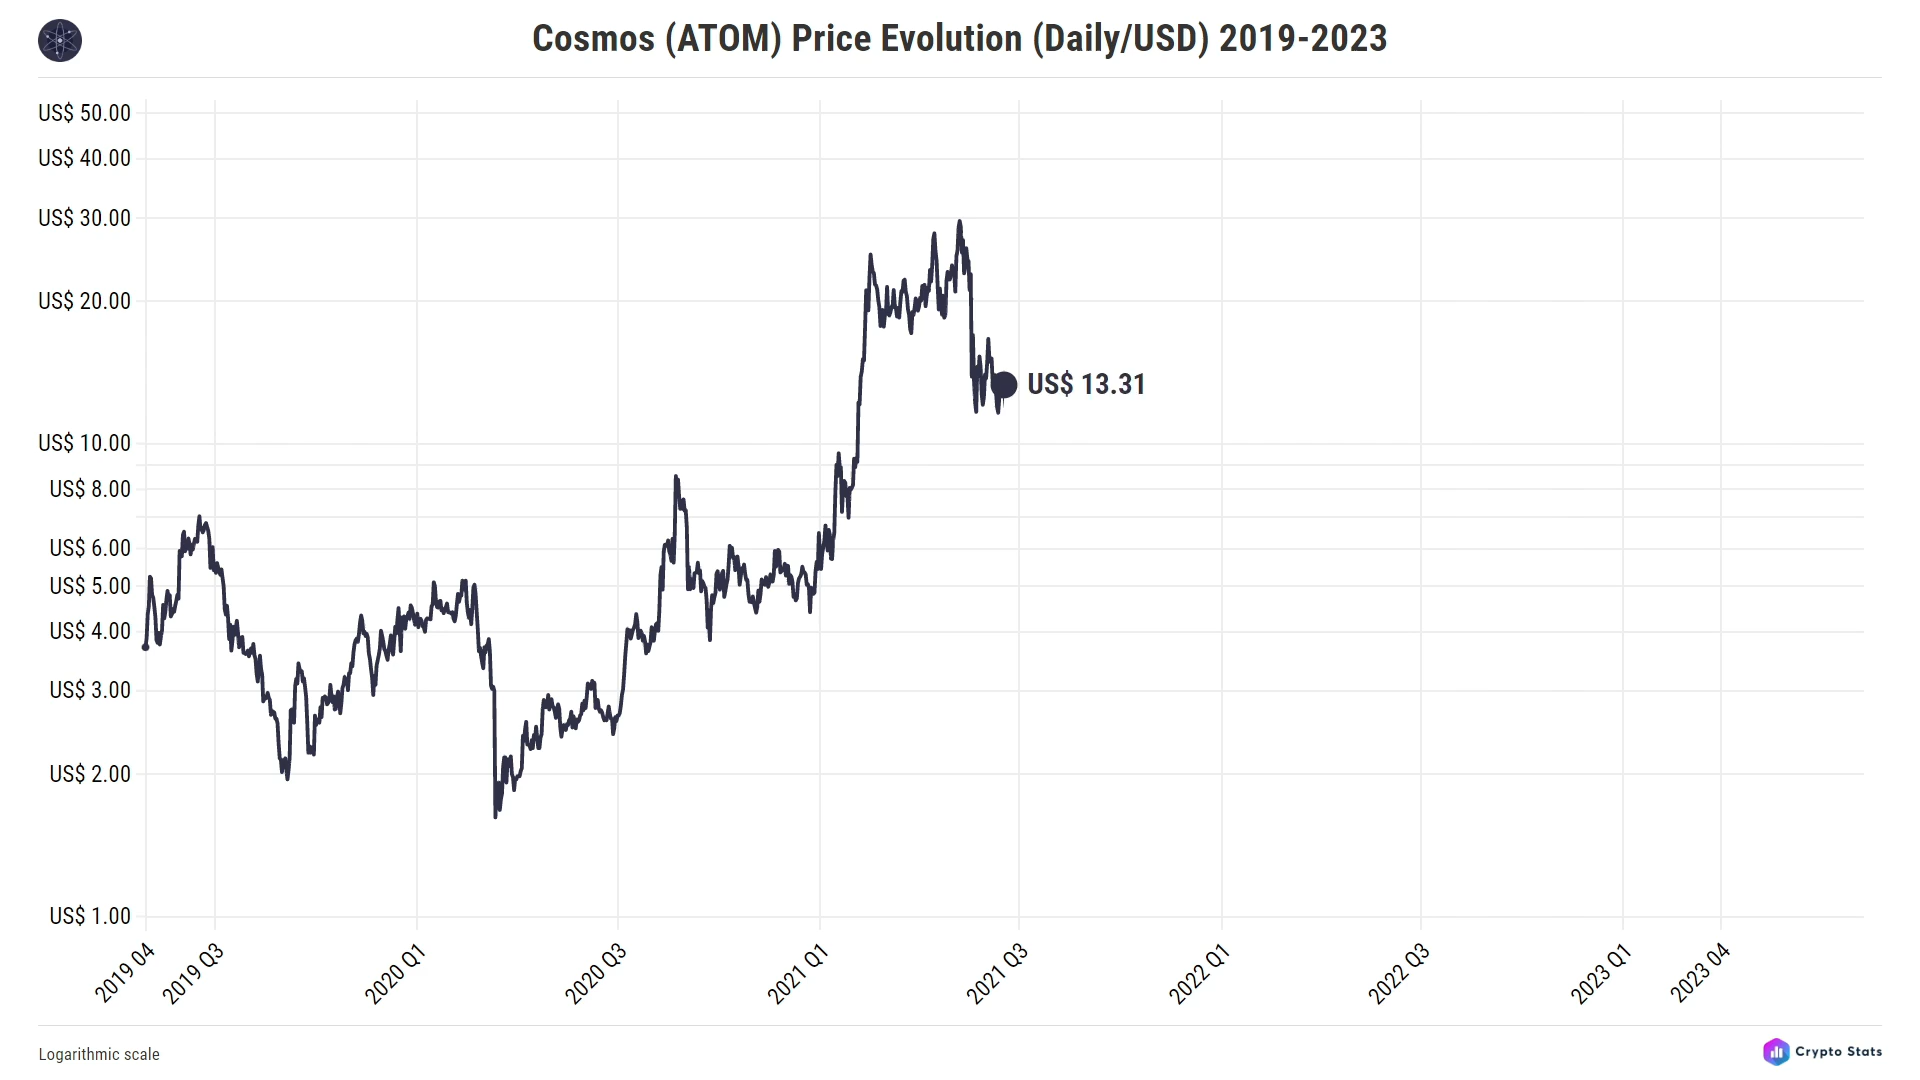 Cosmos (ATOM) Price Evolution (Daily/USD) 2019-2023
US$ 50.00
US$ 40.00
US$ 30.00
US$ 20.00
US$ 10.00
US$ 8.00
US$ 6.00
US$ 5.00
US$ 4.00
US$ 3.00
US$ 2.00
US$ 1.00
US$ 13.31
2019 04
2019 Q3
2020 Q1
2020 Q3
2021 Q1
2021 Q3
2022 Q1
2022 Q3
2023 Q1
2023 04
Logarithmic scale
Crypto Stats